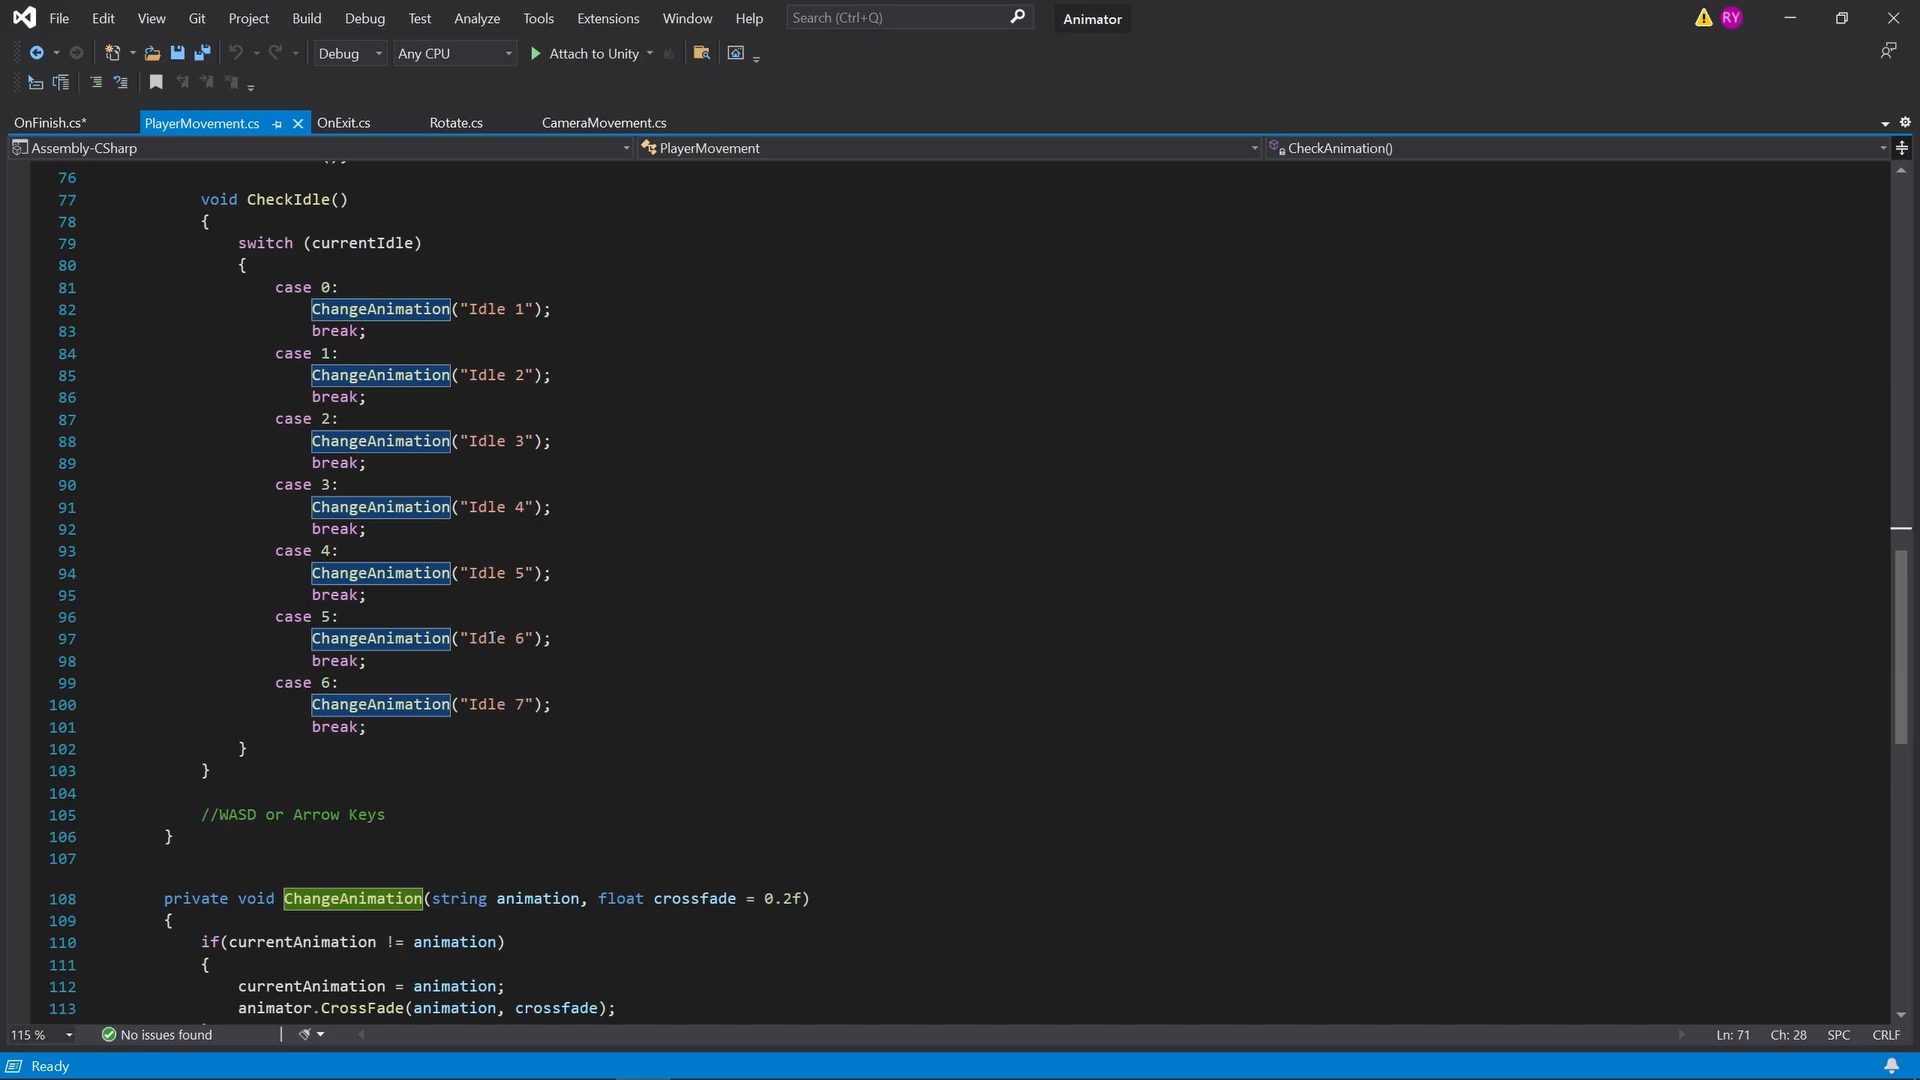 File Edit View Git Project Build Debug Test Analyze Tools Extensions Window Help Search (Ctrl+Q) Animator RY
Debug Any CPU Attach to Unity
OnFinish.cs* PlayerMovement.cs OnExit.cs Rotate.cs CameraMovement.cs
Assembly-CSharp PlayerMovement CheckAnimation()
76
77 void CheckIdle()
78 {
79 switch (currentIdle)
80 {
81 case 0:
82 ChangeAnimation("Idle 1");
83 break;
84 case 1:
85 ChangeAnimation("Idle 2");
86 break;
87 case 2:
88 ChangeAnimation("Idle 3");
89 break;
90 case 3:
91 ChangeAnimation("Idle 4");
92 break;
93 case 4:
94 ChangeAnimation("Idle 5");
95 break;
96 case 5:
97 ChangeAnimation("Idle 6");
98 break;
99 case 6:
100 ChangeAnimation("Idle 7");
101 break;
102 }
103 }
104
105 //WASD or Arrow Keys
106 }
107
108 private void ChangeAnimation(string animation, float crossfade = 0.2f)
109 {
110 if(currentAnimation != animation)
111 {
112 currentAnimation = animation;
113 animator.CrossFade(animation, crossfade);
115 % No issues found Ln: 71 Ch: 28 SPC CRLF
Ready